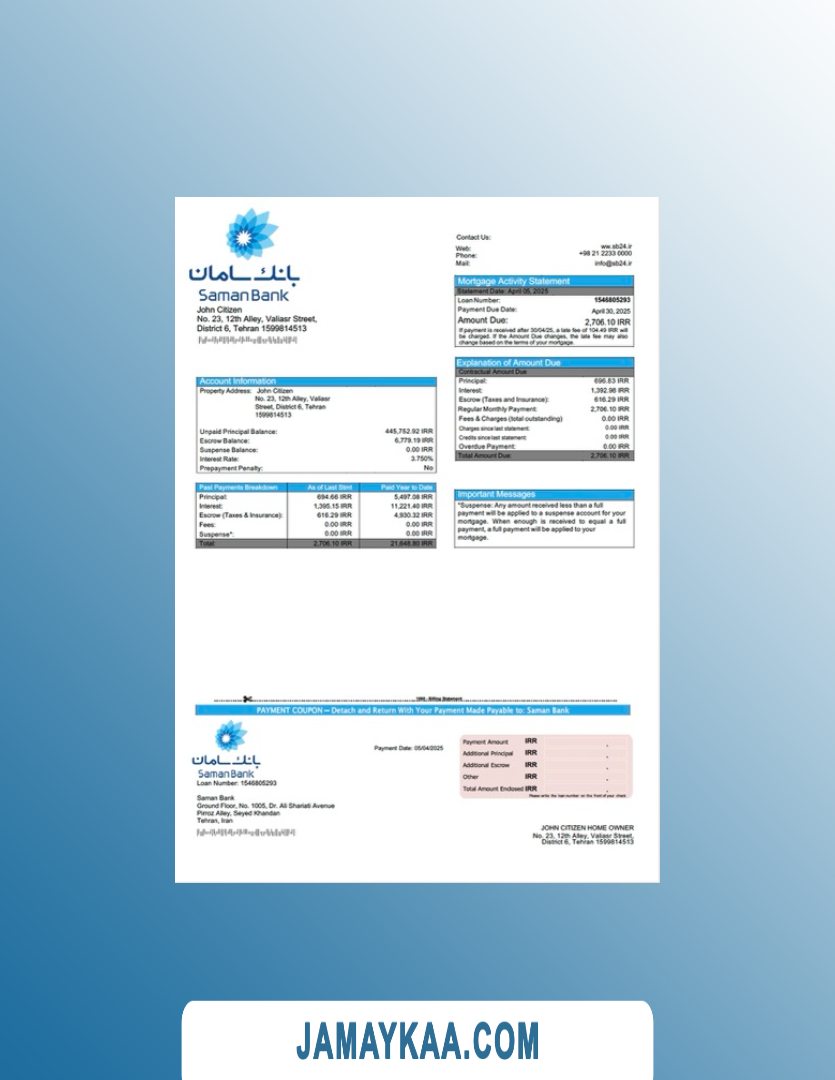 بانك سامان
Saman Bank
John Citizen
No. 23, 12th Alley, Valiasr Street,
District 6, Tehran 1599814513
Contact Us:
Web: ww.sb24.ir
Phone: +98 21 2233 0000
Mail: info@sb24.ir
Mortgage Activity Statement
Statement Date: April 05, 2025
Loan Number: 1546805293
Payment Due Date: April 30, 2025
Amount Due: 2,706.10 IRR
If payment is received after 30/04/25, a late fee of 104.49 IRR will
be charged. If the Amount Due changes, the late fee may also
change based on the terms of your mortgage.
Explanation of Amount Due
Contractual Amount Due
Principal: 696.83 IRR
Interest: 1,392.98 IRR
Escrow (Taxes and Insurance): 616.29 IRR
Regular Monthly Payment: 2,706.10 IRR
Fees & Charges (total outstanding) 0.00 IRR
Charges since last statement: 0.00 IRR
Credits since last statement: 0.00 IRR
Overdue Payment: 0.00 IRR
Total Amount Due: 2,706.10 IRR
Account Information
Property Address: John Citizen
No. 23, 12th Alley, Valiasr
Street, District 6, Tehran
1599814513
Unpaid Principal Balance: 445,752.92 IRR
Escrow Balance: 6,779.19 IRR
Suspense Balance: 0.00 IRR
Interest Rate: 3.750%
Prepayment Penalty: No
Past Payments Breakdown As of Last Stmt Paid Year to Date
Principal: 694.66 IRR 5,497.08 IRR
Interest: 1,395.15 IRR 11,221.40 IRR
Escrow (Taxes & Insurance): 616.29 IRR 4,930.32 IRR
Fees: 0.00 IRR 0.00 IRR
Suspense*: 0.00 IRR 0.00 IRR
Total: 2,706.10 IRR 21,648.80 IRR
Important Messages
*Suspense: Any amount received less than a full
payment will be applied to a suspense account for your
mortgage. When enough is received to equal a full
payment, a full payment will be applied to your
mortgage.
Billing Statement
PAYMENT COUPON – Detach and Return With Your Payment Made Payable to: Saman Bank
بانك سامان
Saman Bank
Loan Number: 1546805293
Payment Date: 05/04/2025
Payment Amount IRR .
Additional Principal IRR .
Additional Escrow IRR .
Other IRR .
Total Amount Enclosed IRR .
Please write the loan number on the front of your check.
Saman Bank
Ground Floor, No. 1005, Dr. Ali Shariati Avenue
Pirroz Alley, Seyed Khandan
Tehran, Iran
JOHN CITIZEN HOME OWNER
No. 23, 12th Alley, Valiasr Street,
District 6, Tehran 1599814513
JAMAYKAA.COM